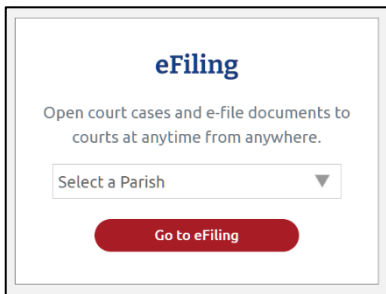 eFiling
Open court cases and e-file documents to
courts at anytime from anywhere.
Select a Parish
Go to eFiling